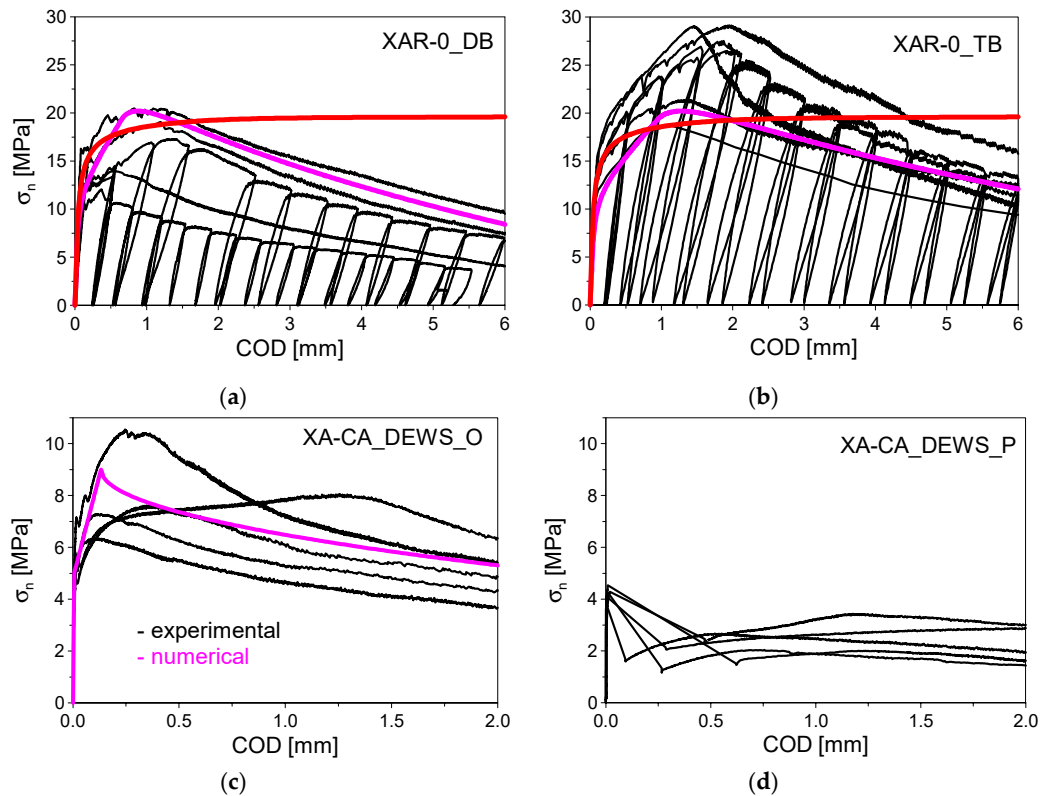 XAR-0_DB
σn [MPa]
30
25
20
15
10
5
0
0 1 2 3 4 5 6
COD [mm]
(a)
XAR-0_TB
σn [MPa]
30
25
20
15
10
5
0
0 1 2 3 4 5 6
COD [mm]
(b)
XA-CA_DEWS_O
σn [MPa]
10
8
6
4
2
0
- experimental
- numerical
0.0 0.5 1.0 1.5 2.0
COD [mm]
(c)
XA-CA_DEWS_P
σn [MPa]
10
8
6
4
2
0
0.0 0.5 1.0 1.5 2.0
COD [mm]
(d)